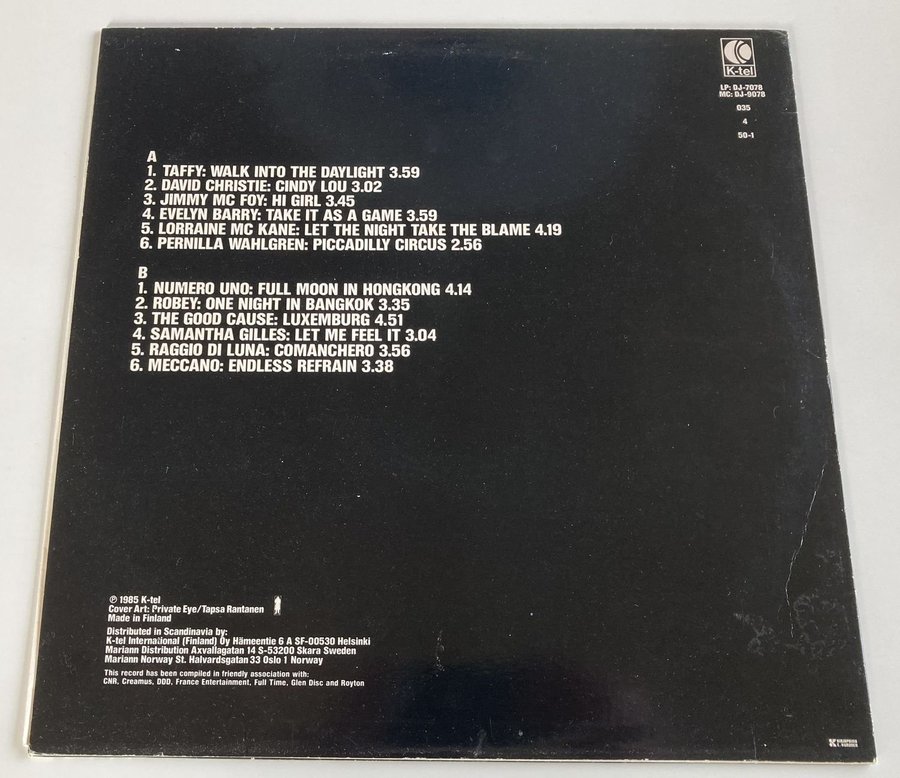 K-tel
LP: DJ-7078
MC: DJ-9078
035
4
50-1
A
1. TAFFY: WALK INTO THE DAYLIGHT 3.59
2. DAVID CHRISTIE: CINDY LOU 3.02
3. JIMMY MC FOY: HI GIRL 3.45
4. EVELYN BARRY: TAKE IT AS A GAME 3.59
5. LORRAINE MC KANE: LET THE NIGHT TAKE THE BLAME 4.19
6. PERNILLA WAHLGREN: PICCADILLY CIRCUS 2.56
B
1. NUMERO UNO: FULL MOON IN HONGKONG 4.14
2. ROBEY: ONE NIGHT IN BANGKOK 3.35
3. THE GOOD CAUSE: LUXEMBURG 4.51
4. SAMANTHA GILLES: LET ME FEEL IT 3.04
5. RAGGIO DI LUNA: COMANCHERO 3.56
6. MECCANO: ENDLESS REFRAIN 3.38
℗ 1985 K-tel
Cover Art: Private Eye/Tapsa Rantanen
Made in Finland
Distributed in Scandinavia by:
K-tel International (Finland) Oy Hämeentie 6 A SF-00530 Helsinki
Mariann Distribution Axvallagatan 14 S-53200 Skara Sweden
Mariann Norway St. Halvardsgatan 33 Oslo 1 Norway
This record has been compiled in friendly association with:
CNR, Creamus, DDD, France Entertainment, Full Time, Glen Disc and Royton